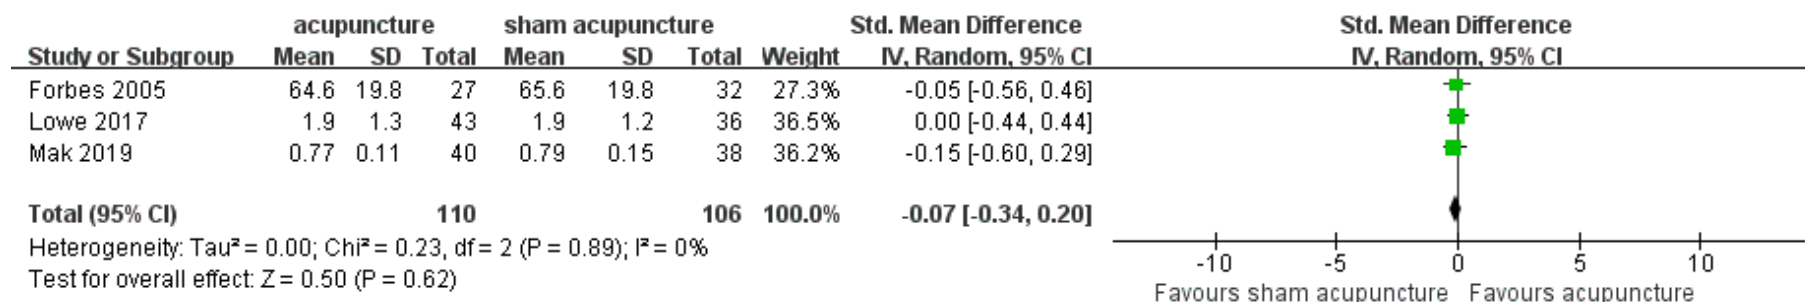 acupuncture sham acupuncture Std. Mean Difference Std. Mean Difference
Study or Subgroup Mean SD Total Mean SD Total Weight IV, Random, 95% CI IV, Random, 95% CI
Forbes 2005 64.6 19.8 27 65.6 19.8 32 27.3% -0.05 [-0.56, 0.46]
Lowe 2017 1.9 1.3 43 1.9 1.2 36 36.5% 0.00 [-0.44, 0.44]
Mak 2019 0.77 0.11 40 0.79 0.15 38 36.2% -0.15 [-0.60, 0.29]
Total (95% CI) 110 106 100.0% -0.07 [-0.34, 0.20]
Heterogeneity: Tau² = 0.00; Chi² = 0.23, df = 2 (P = 0.89); I² = 0%
Test for overall effect: Z = 0.50 (P = 0.62)
-10 -5 0 5 10
Favours sham acupuncture Favours acupuncture